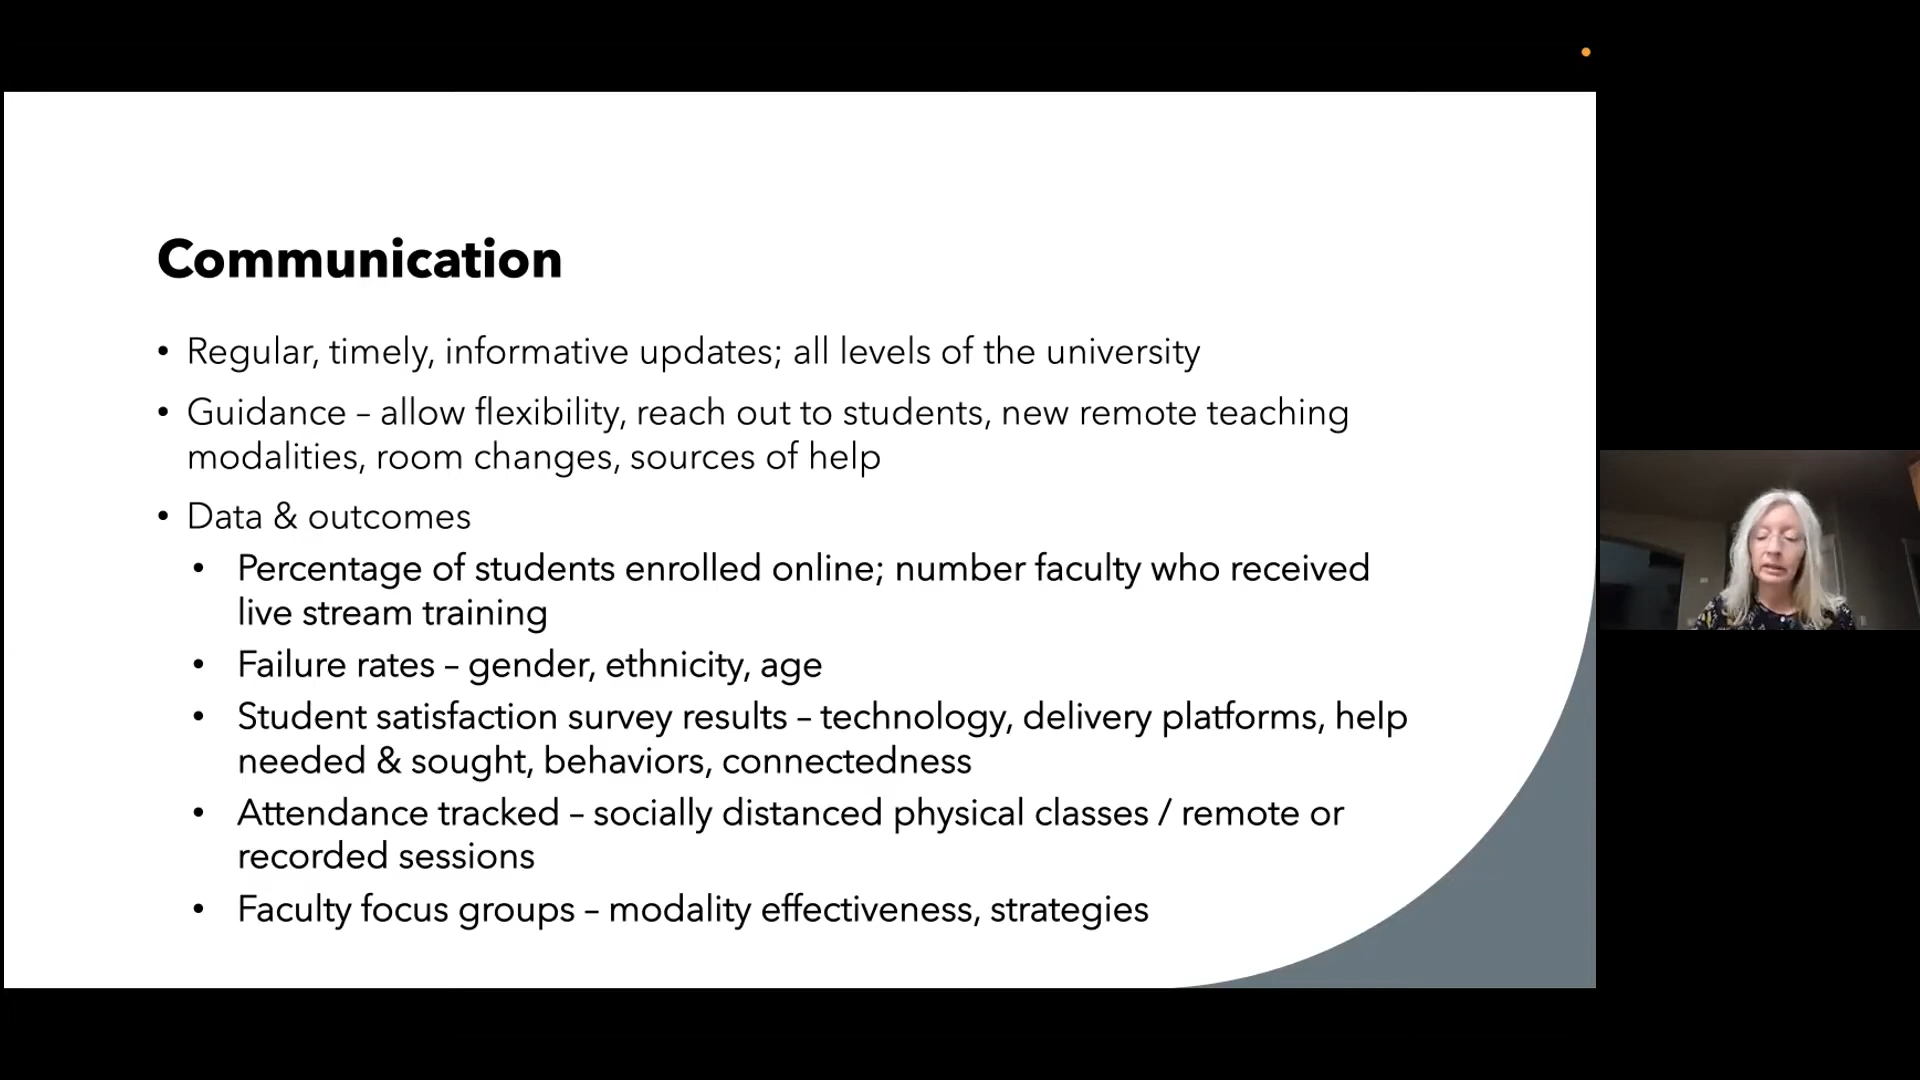 Communication
• Regular, timely, informative updates; all levels of the university
• Guidance – allow flexibility, reach out to students, new remote teaching
modalities, room changes, sources of help
• Data & outcomes
• Percentage of students enrolled online; number faculty who received
live stream training
• Failure rates – gender, ethnicity, age
• Student satisfaction survey results – technology, delivery platforms, help
needed & sought, behaviors, connectedness
• Attendance tracked – socially distanced physical classes / remote or
recorded sessions
• Faculty focus groups – modality effectiveness, strategies